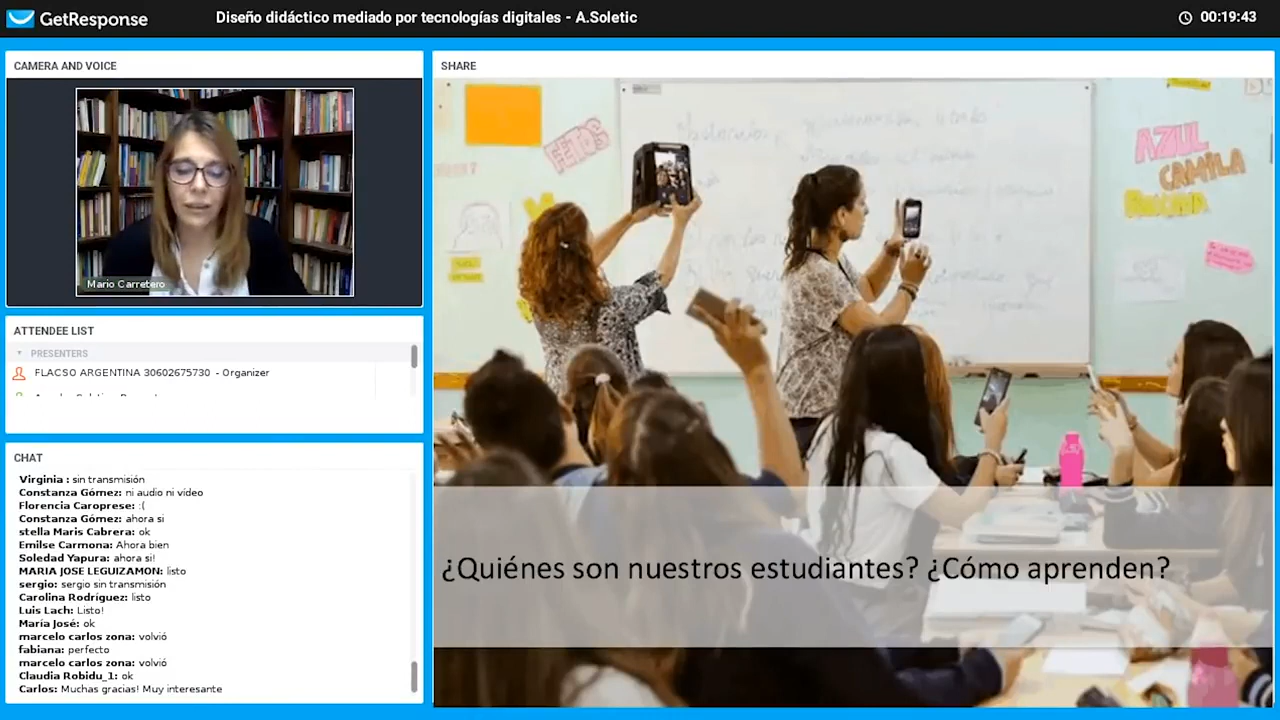 GetResponse
Diseño didáctico mediado por tecnologías digitales - A.Soletic
00:19:43
CAMERA AND VOICE
Mario Carretero
ATTENDEE LIST
PRESENTERS
FLACSO ARGENTINA 30602675730 - Organizer
CHAT
Virginia : sin transmisión
Constanza Gómez: ni audio ni vídeo
Florencia Caroprese: :(
Constanza Gómez: ahora si
stella Maris Cabrera: ok
Emilse Carmona: Ahora bien
Soledad Yapura: ahora si!
MARIA JOSE LEGUIZAMON: listo
sergio: sergio sin transmisión
Carolina Rodríguez: listo
Luis Lach: Listo!
María José: ok
marcelo carlos zona: volvió
fabiana: perfecto
marcelo carlos zona: volvió
Claudia Robidu_1: ok
Carlos: Muchas gracias! Muy interesante
SHARE
AZUL
CAMILA
¿Quiénes son nuestros estudiantes? ¿Cómo aprenden?